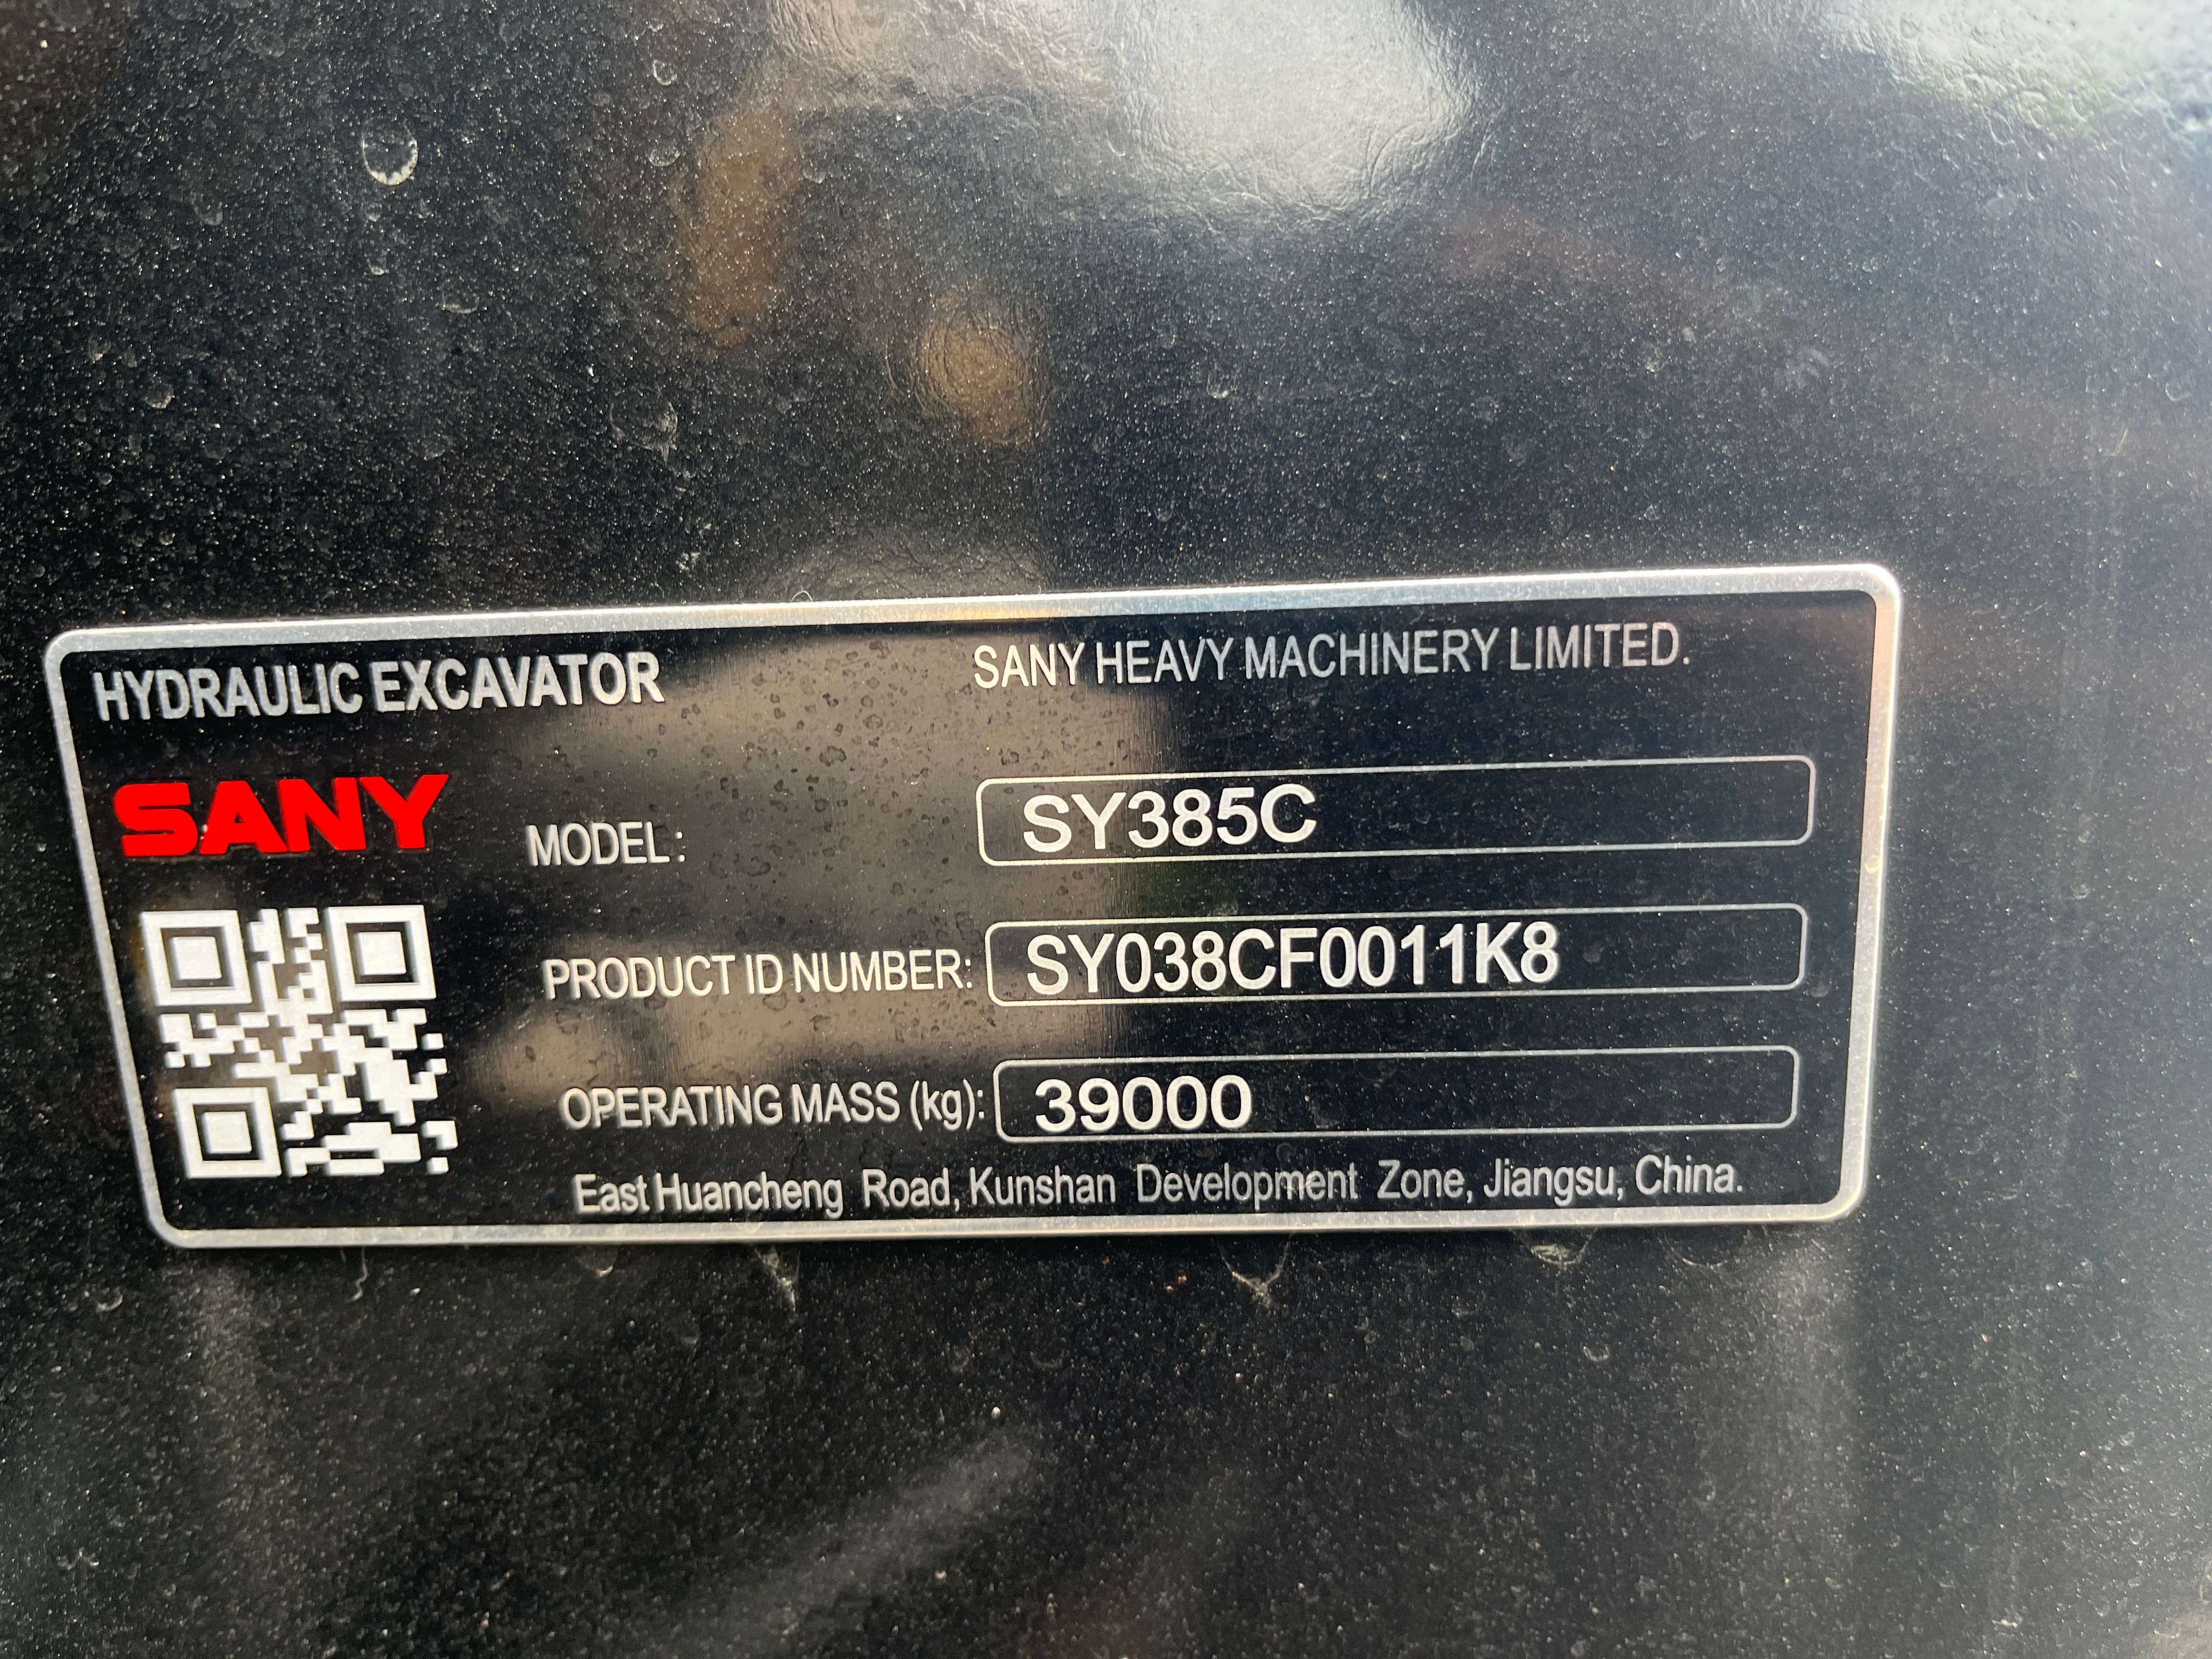 HYDRAULIC EXCAVATOR
SANY HEAVY MACHINERY LIMITED.
SANY
MODEL: SY385C
PRODUCT ID NUMBER: SY038CF0011K8
OPERATING MASS (kg): 39000
East Huancheng Road, Kunshan Development Zone, Jiangsu, China.